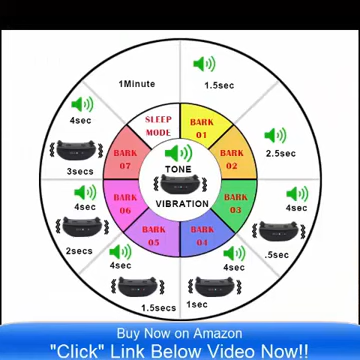 1Minute
1.5sec
4sec
SLEEP
MODE
BARK
01
BARK
07
BARK
02
2.5sec
3secs
TONE
4sec
BARK
06
VIBRATION
BARK
03
4sec
2secs
BARK
05
BARK
04
.5sec
4sec
4sec
1.5secs
1sec
Buy Now on Amazon
"Click" Link Below Video Now!!